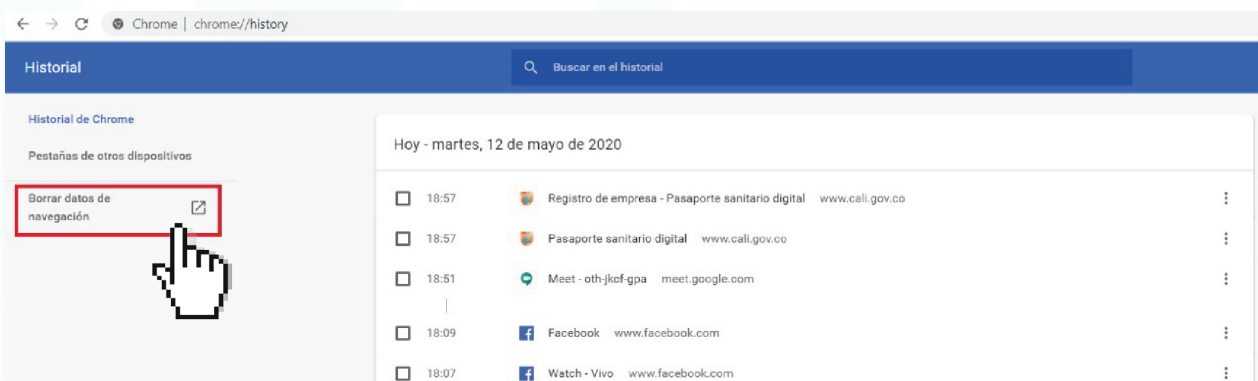 Chrome | chrome://history
Historial
Buscar en el historial
Historial de Chrome
Pestañas de otros dispositivos
Borrar datos de
navegación
Hoy - martes, 12 de mayo de 2020
18:57 Registro de empresa - Pasaporte sanitario digital www.cali.gov.co
18:57 Pasaporte sanitario digital www.cali.gov.co
18:51 Meet - oth-jkcf-gpa meet.google.com
18:09 Facebook www.facebook.com
18:07 Watch - Vivo www.facebook.com